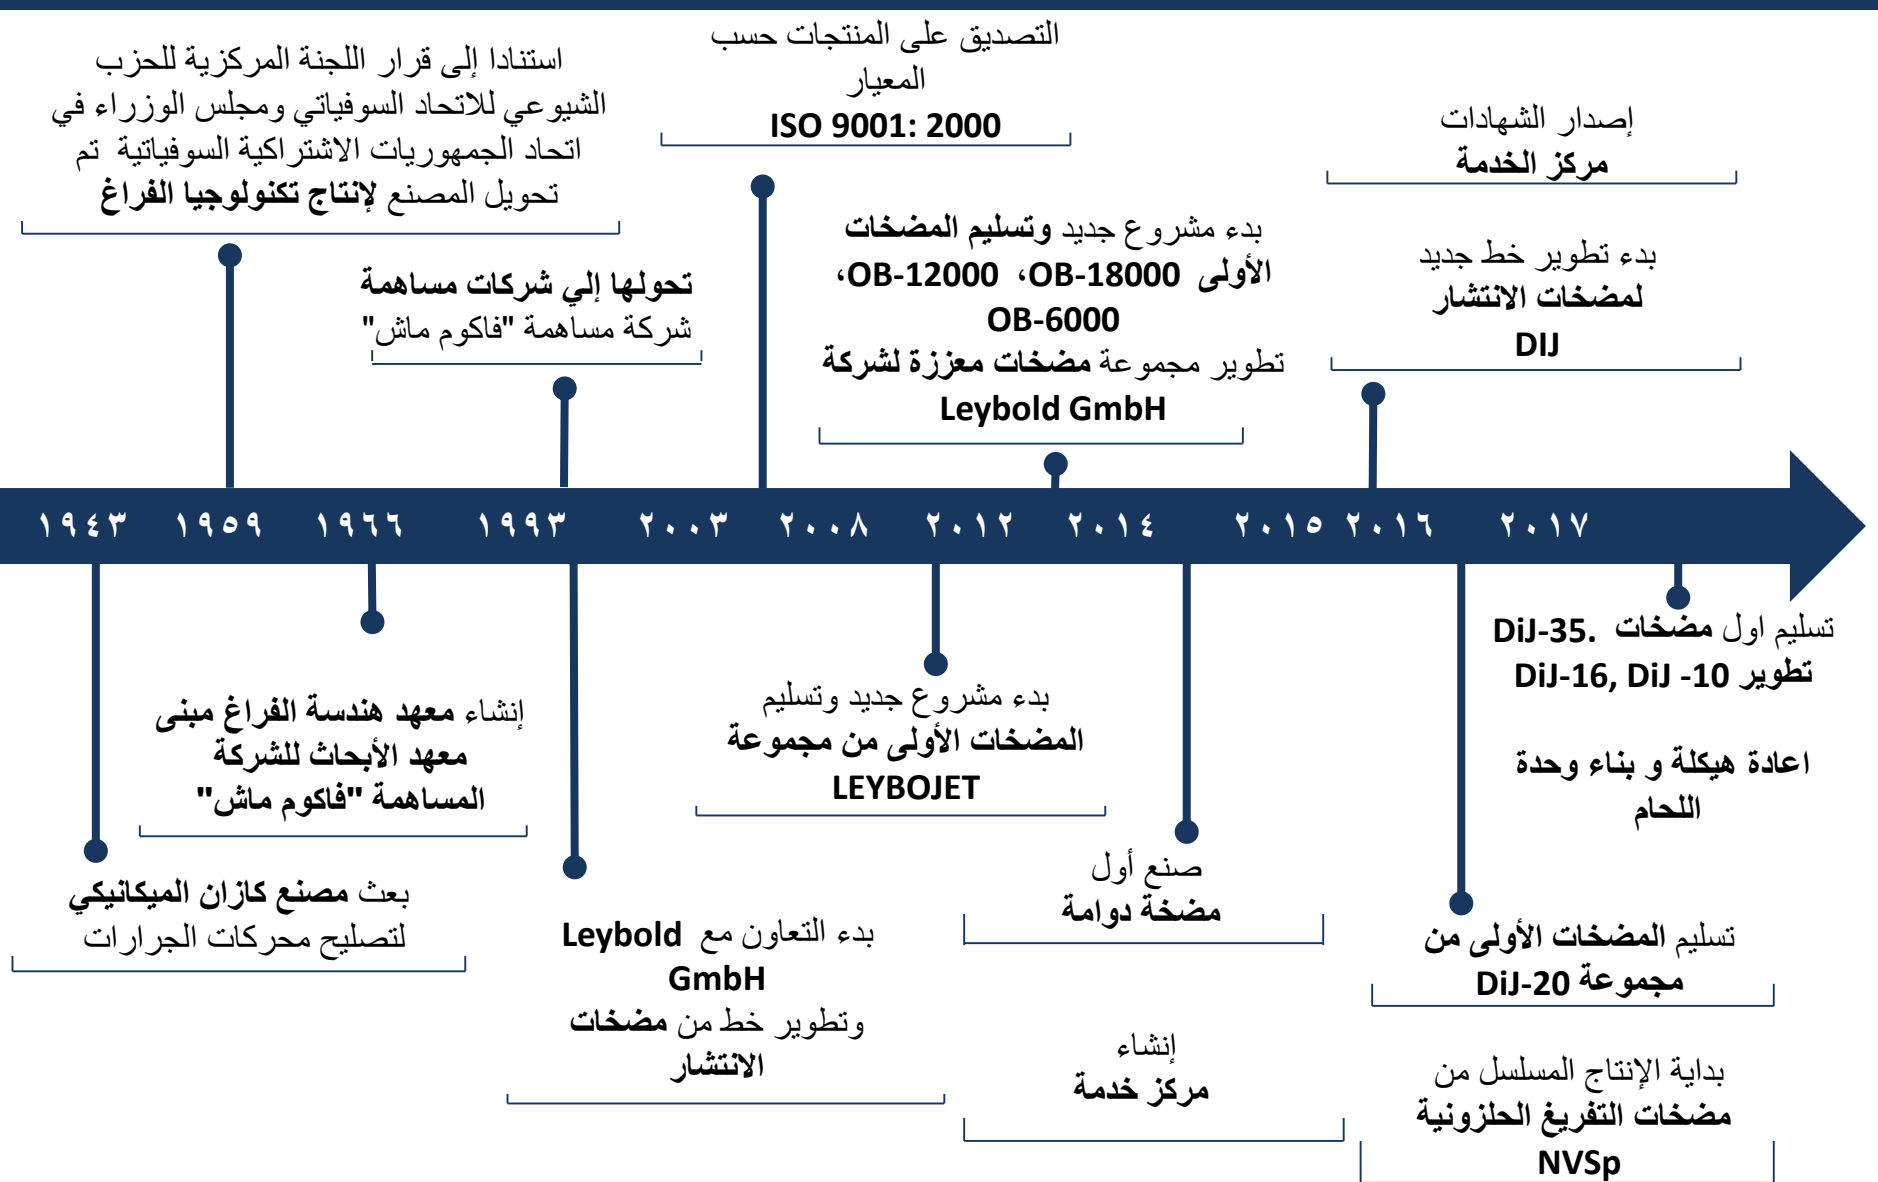 استنادا إلى قرار اللجنة المركزية للحزب
الشيوعي للاتحاد السوفياتي ومجلس الوزراء في
اتحاد الجمهوريات الاشتراكية السوفياتية تم
تحويل المصنع لإنتاج تكنولوجيا الفراغ
تحولها إلي شركات مساهمة
شركة مساهمة "فاكوم ماش"
التصديق على المنتجات حسب
المعيار
ISO 9001: 2000
بدء مشروع جديد وتسليم المضخات
الأولى OB-18000، OB-12000،
OB-6000
تطوير مجموعة مضخات معززة لشركة
Leybold GmbH
إصدار الشهادات
مركز الخدمة
بدء تطوير خط جديد
لمضخات الانتشار
DIJ
١٩٤٣ ١٩٥٩ ١٩٦٦ ١٩٩٣ ٢٠٠٣ ٢٠٠٨ ٢٠١٢ ٢٠١٤ ٢٠١٥ ٢٠١٦ ٢٠١٧
بعث مصنع كازان الميكانيكي
لتصليح محركات الجرارات
إنشاء معهد هندسة الفراغ مبنى
معهد الأبحاث للشركة
المساهمة "فاكوم ماش"
بدء التعاون مع Leybold
GmbH
وتطوير خط من مضخات
الانتشار
بدء مشروع جديد وتسليم
المضخات الأولى من مجموعة
LEYBOJET
صنع أول
مضخة دوامة
إنشاء
مركز خدمة
تسليم المضخات الأولى من
مجموعة DiJ-20
بداية الإنتاج المسلسل من
مضخات التفريغ الحلزونية
NVSp
تسليم اول مضخات DiJ-35.
تطوير DiJ-16, DiJ -10
اعادة هيكلة و بناء وحدة
اللحام